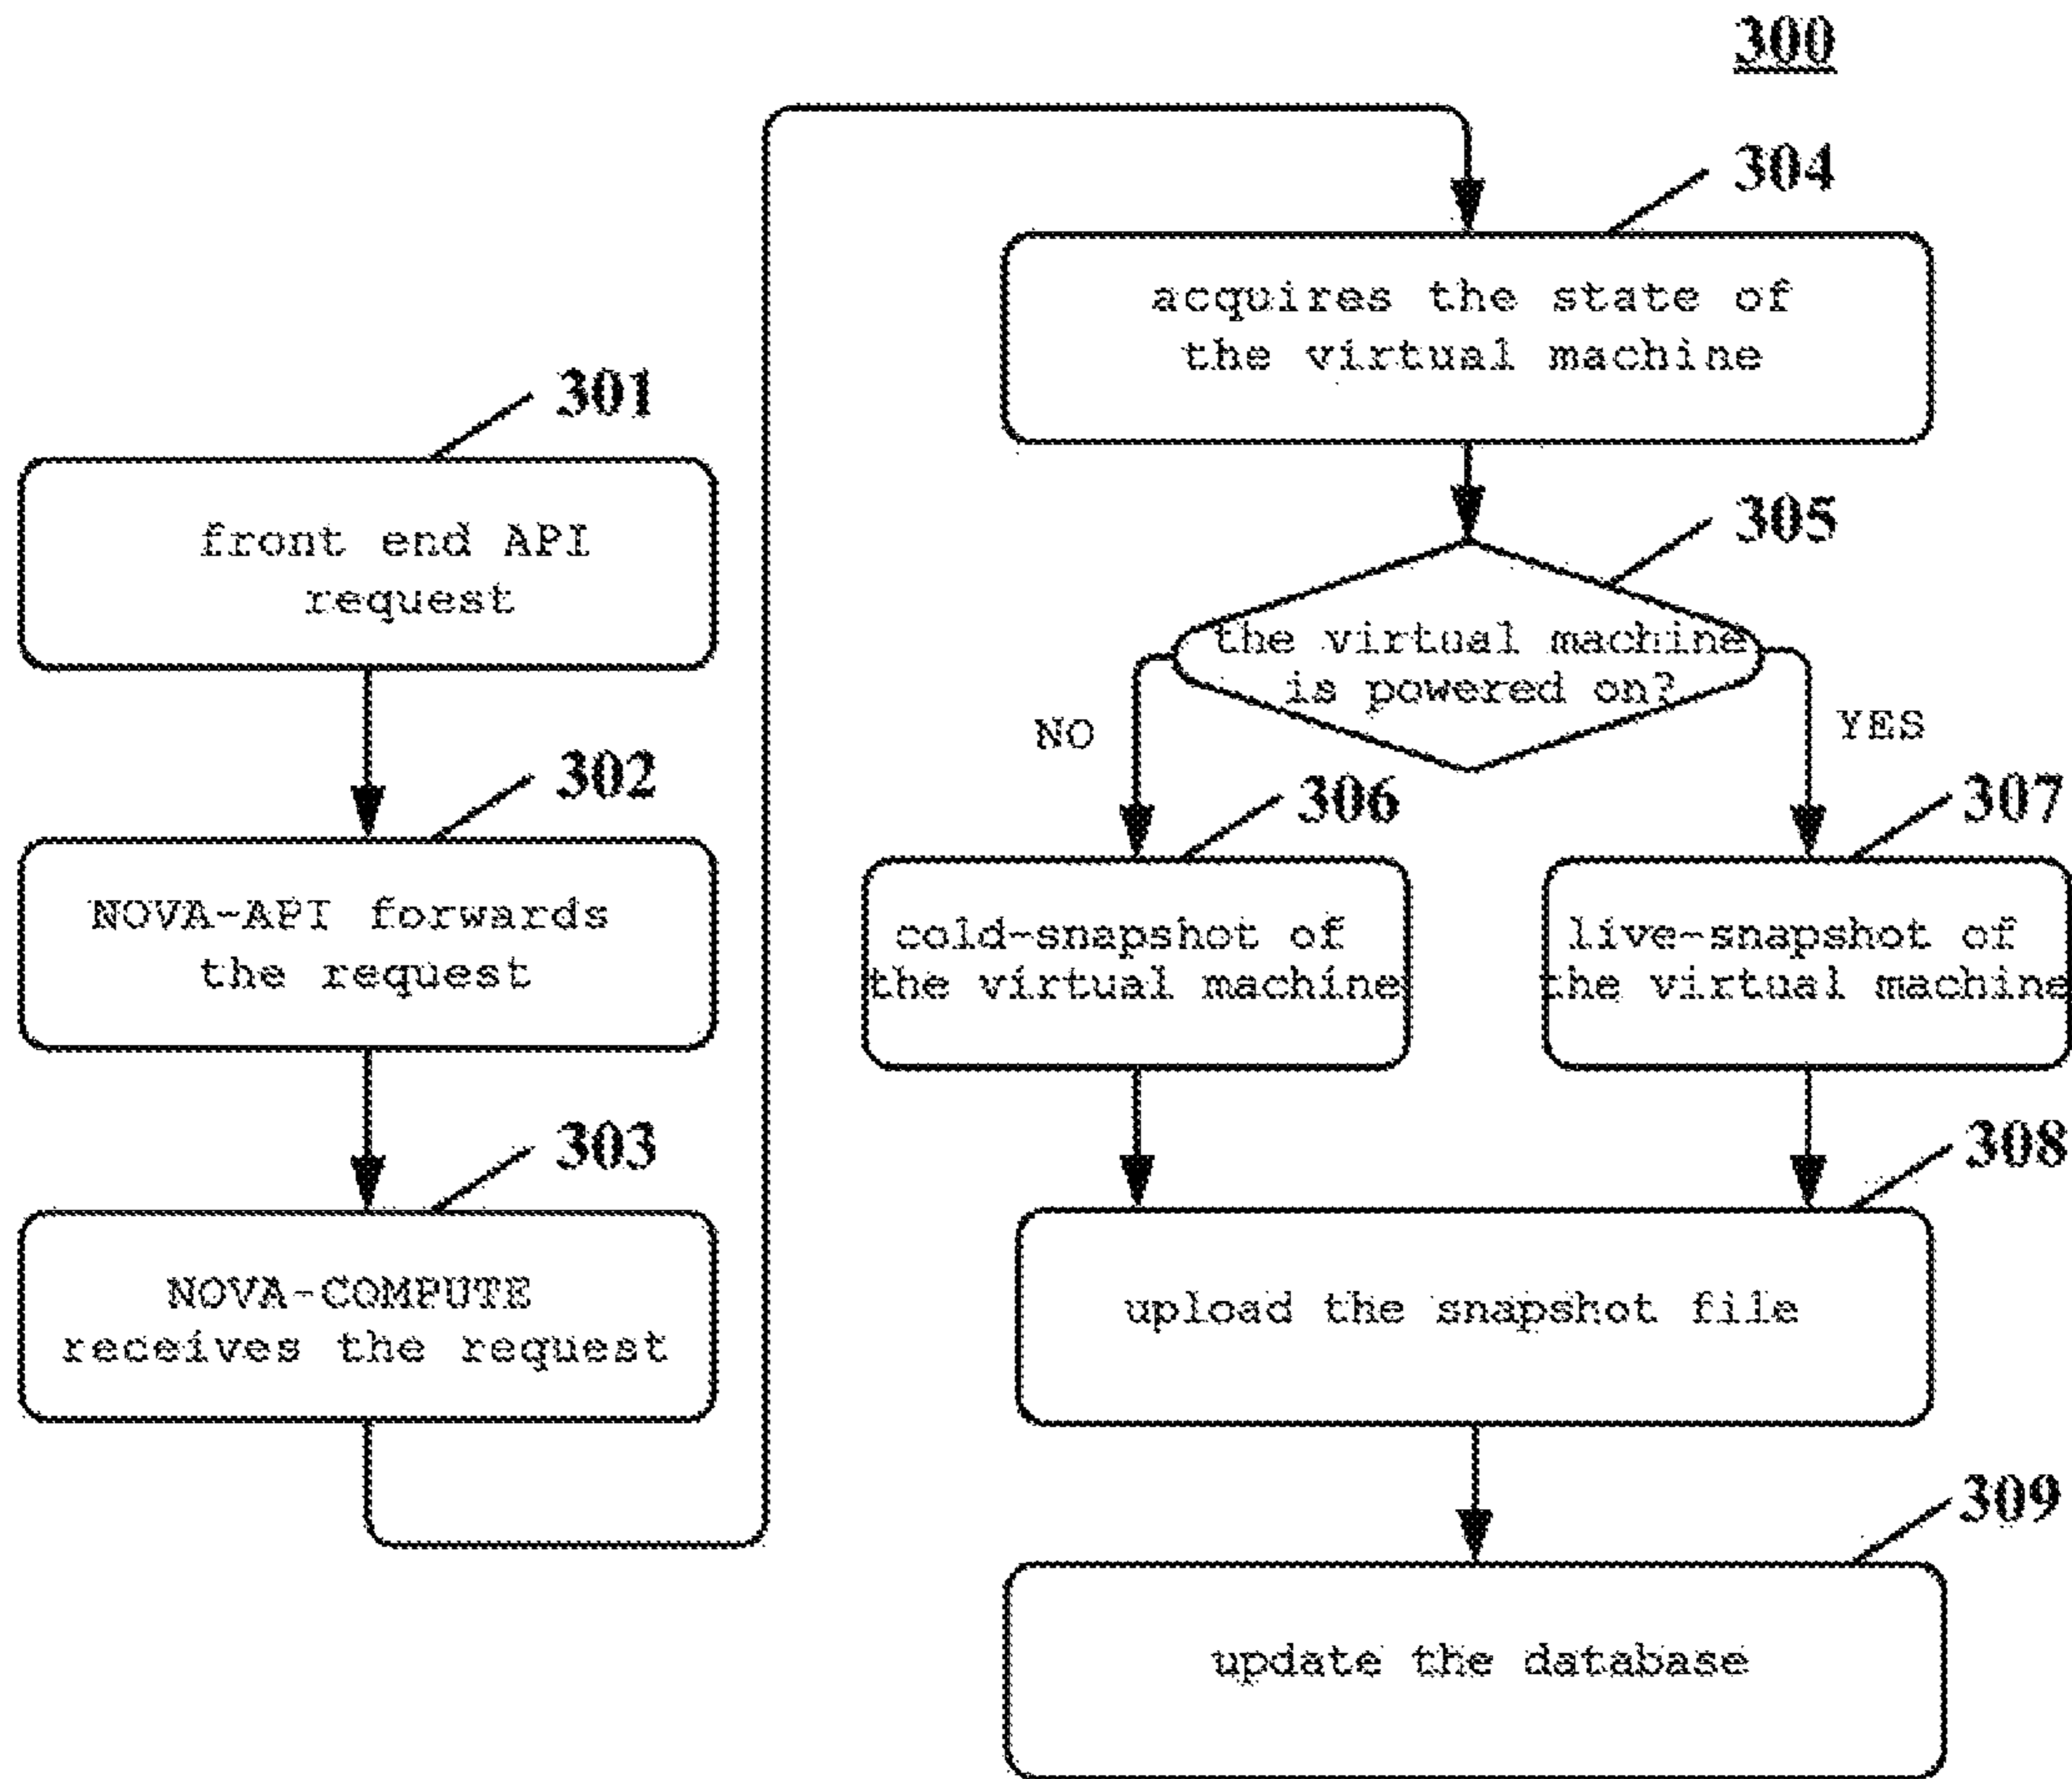 300
301
front end API
request
302
NOVA-API forwards
the request
303
NOVA-COMPUTE
receives the request
304
acquires the state of
the virtual machine
305
the virtual machine
is powered on?
NO
YES
306
cold-snapshot of
the virtual machine
307
live-snapshot of
the virtual machine
308
upload the snapshot file
309
update the database